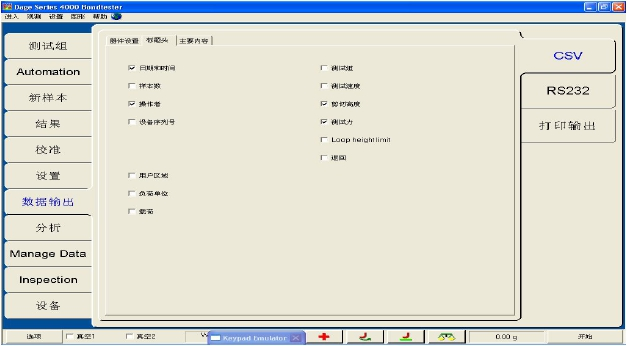 Dage Series 4000 Bondtester
进入 观测 设置 图形 帮助
测试组
Automation
新样本
结果
校准
设置
数据输出
分析
Manage Data
Inspection
设备
器件设置 标题头 主要内容
日期和时间
样本数
操作者
设备序列号
用户区域
负荷单位
载荷
测试组
测试速度
剪切高度
测试力
Loop height limit
返回
CSV
RS232
打印输出
选项 真空1 真空2 Keypad Emulator 0.00 g 开始